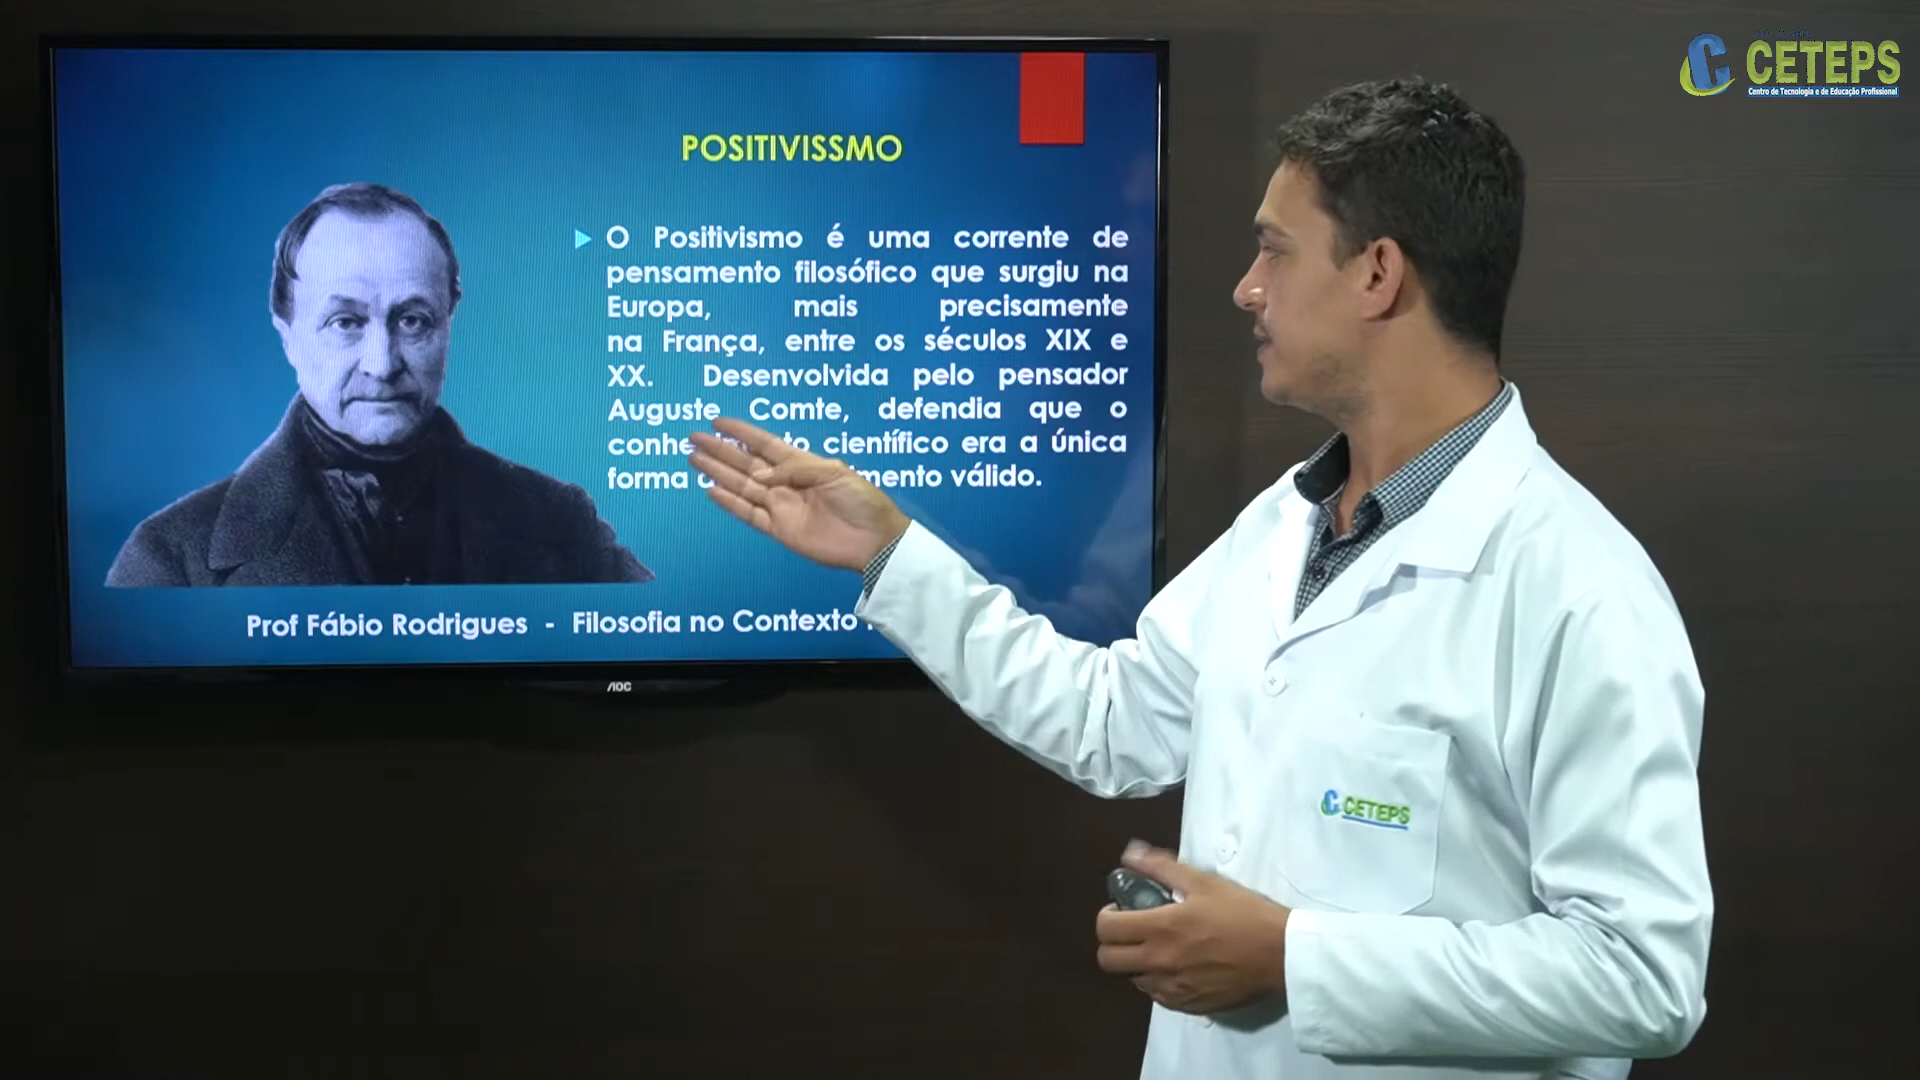 CETEPS
Centro de Tecnologia e de Educação Profissional
POSITIVISSMO
O Positivismo é uma corrente de
pensamento filosófico que surgiu na
Europa, mais precisamente
na França, entre os séculos XIX e
XX. Desenvolvida pelo pensador
Auguste Comte, defendia que o
científico era a única
forma válido.
Prof Fábio Rodrigues - Filosofia no Contexto
AOC
CETEPS